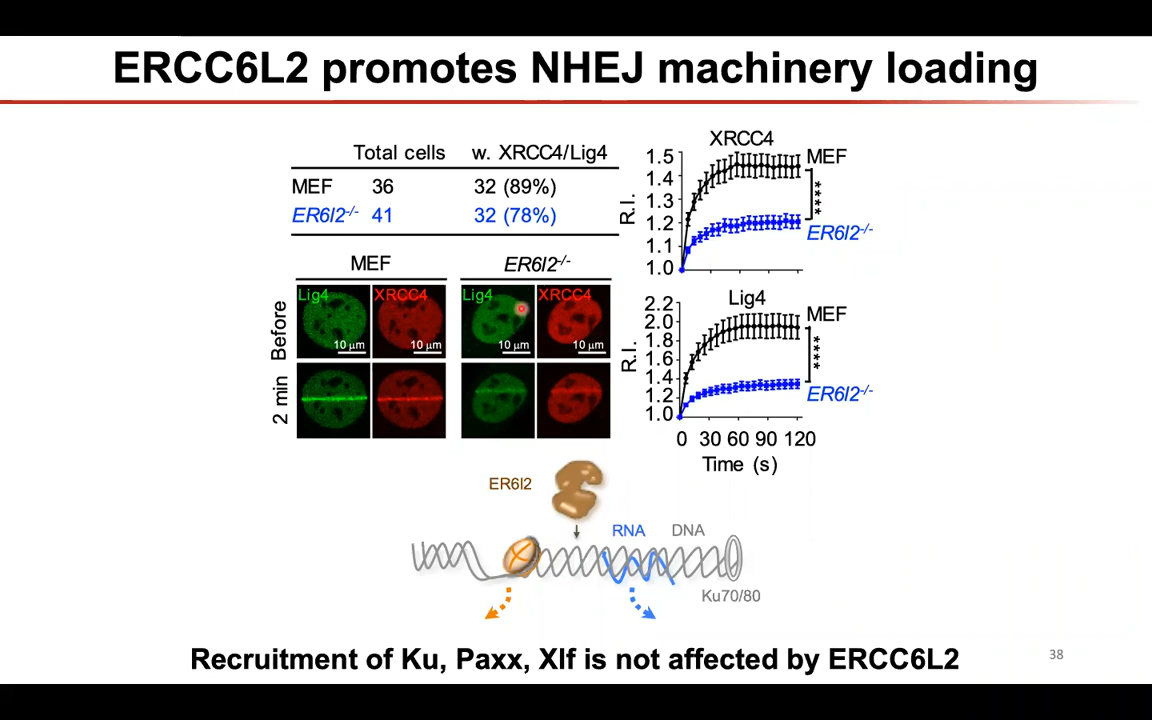 ERCC6L2 promotes NHEJ machinery loading
Total cells w. XRCC4/Lig4
MEF 36 32 (89%)
ER6l2-/- 41 32 (78%)
MEF ER6l2-/-
Before
Lig4 XRCC4 Lig4 XRCC4
10 µm 10 µm 10 µm 10 µm
2 min
XRCC4
R.I.
1.5
1.4
1.3
1.2
1.1
1.0
MEF
****
ER6l2-/-
Lig4
R.I.
2.2
2.0
1.8
1.6
1.4
1.2
1.0
MEF
****
ER6l2-/-
0 30 60 90 120
Time (s)
ER6l2
RNA DNA
Ku70/80
Recruitment of Ku, Paxx, Xlf is not affected by ERCC6L2
38